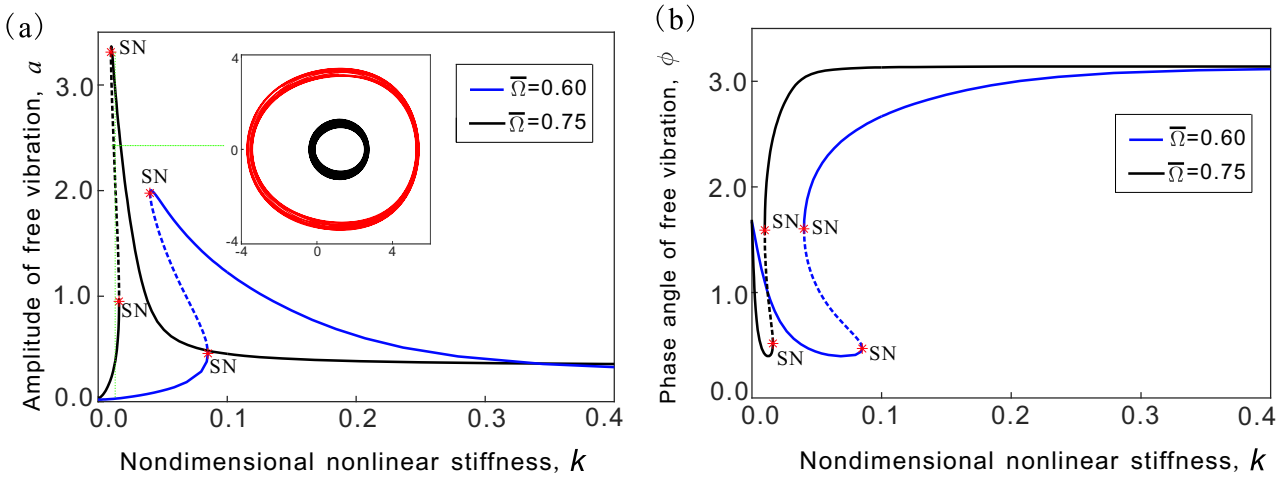 (a)
Amplitude of free vibration, a
3.0
2.0
1.0
0.0
0.0
0.1
0.2
0.3
0.4
Nondimensional nonlinear stiffness, k
SN
SN
SN
SN
4
0
-4
-4
0
4
Ω̅=0.60
Ω̅=0.75
(b)
Phase angle of free vibration, ϕ
3.0
2.0
1.0
0.0
0.0
0.1
0.2
0.3
0.4
Nondimensional nonlinear stiffness, k
SN
SN
SN
SN
Ω̅=0.60
Ω̅=0.75